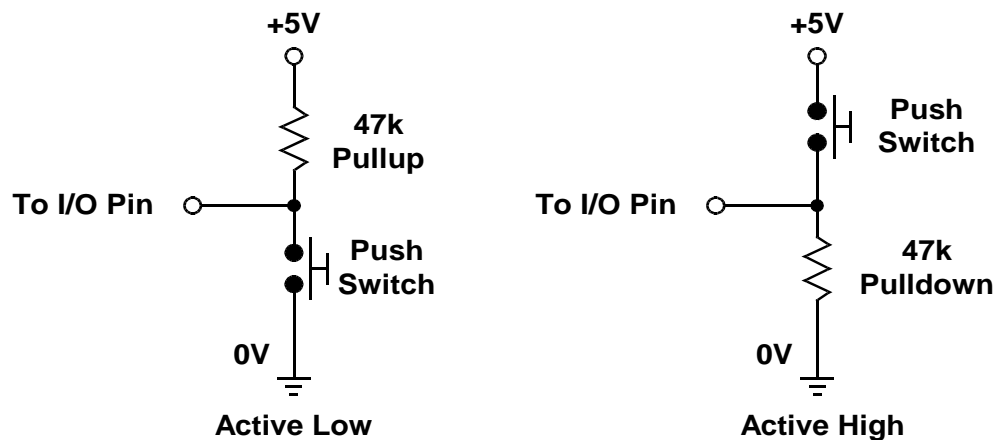 +5V
47k
Pullup
To I/O Pin
Push
Switch
0V
Active Low
+5V
Push
Switch
To I/O Pin
47k
Pulldown
0V
Active High